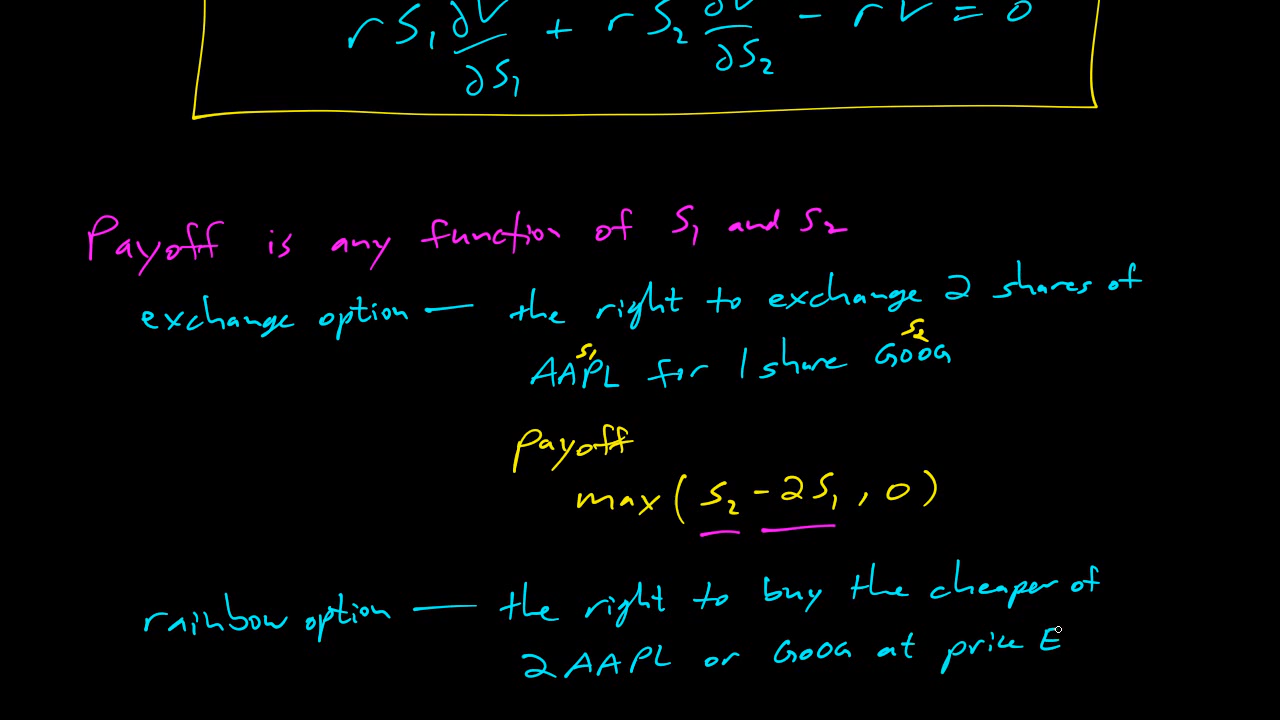 rS₁ ∂V/∂S₁ + rS₂ ∂V/∂S₂ - rV = 0
Payoff is any function of S₁ and S₂
exchange option — the right to exchange 2 shares of
S₁ S₂
AAPL for 1 share GOOG
payoff
max(S₂ - 2S₁, 0)
rainbow option — the right to buy the cheaper of
2 AAPL or GOOG at price E